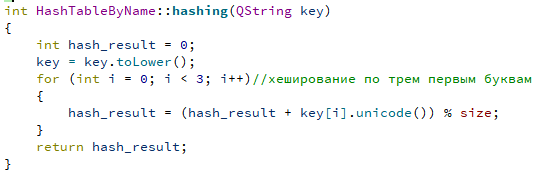 int HashTableByName::hashing(QString key)
{
    int hash_result = 0;
    key = key.toLower();
    for (int i = 0; i < 3; i++)//хеширование по трем первым буквам
    {
        hash_result = (hash_result + key[i].unicode()) % size;
    }
    return hash_result;
}